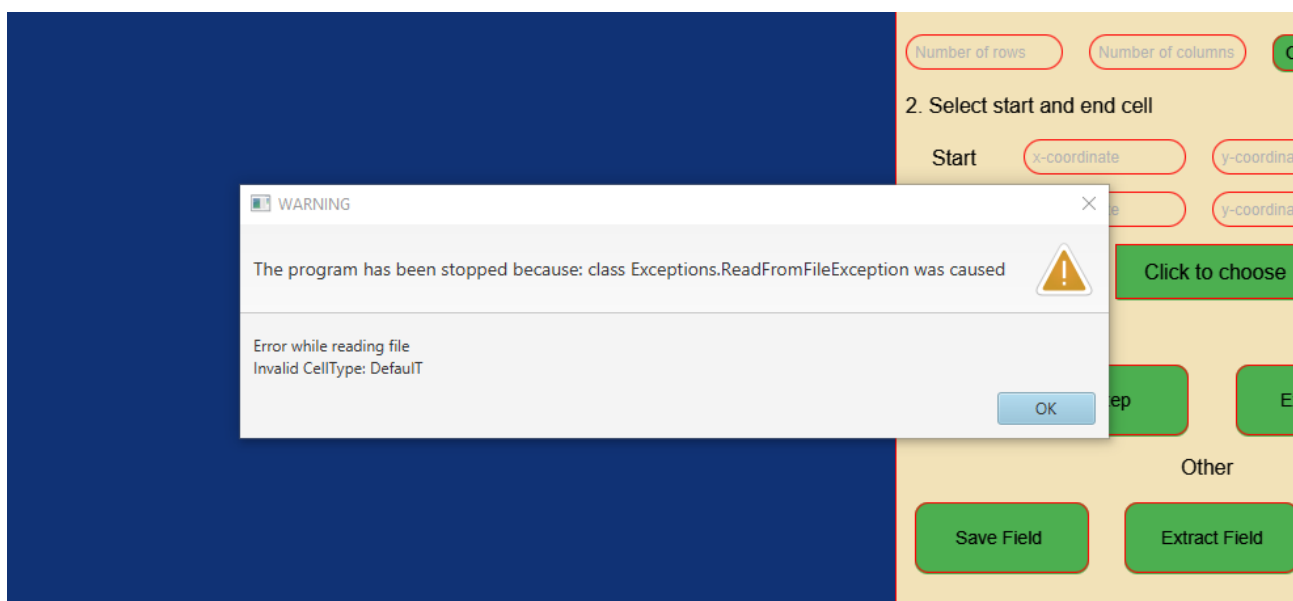 Number of rows Number of columns
2. Select start and end cell
Start x-coordinate
WARNING
The program has been stopped because: class Exceptions.ReadFromFileException was caused
Click to choose
Error while reading file
Invalid CellType: DefaulT
OK
Other
Save Field Extract Field